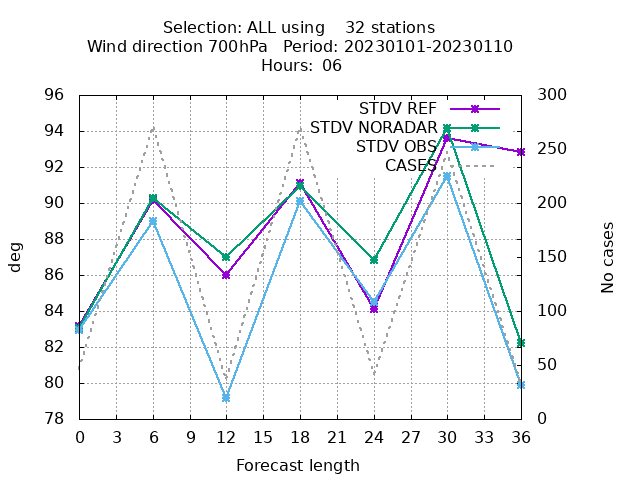 Selection: ALL using    32 stations
Wind direction 700hPa   Period: 20230101-20230110
Hours:  06
STDV REF
STDV NORADAR
STDV OBS
CASES
96
94
92
90
88
86
84
82
80
78
300
250
200
150
100
50
0
deg
No cases
0 3 6 9 12 15 18 21 24 27 30 33 36
Forecast length